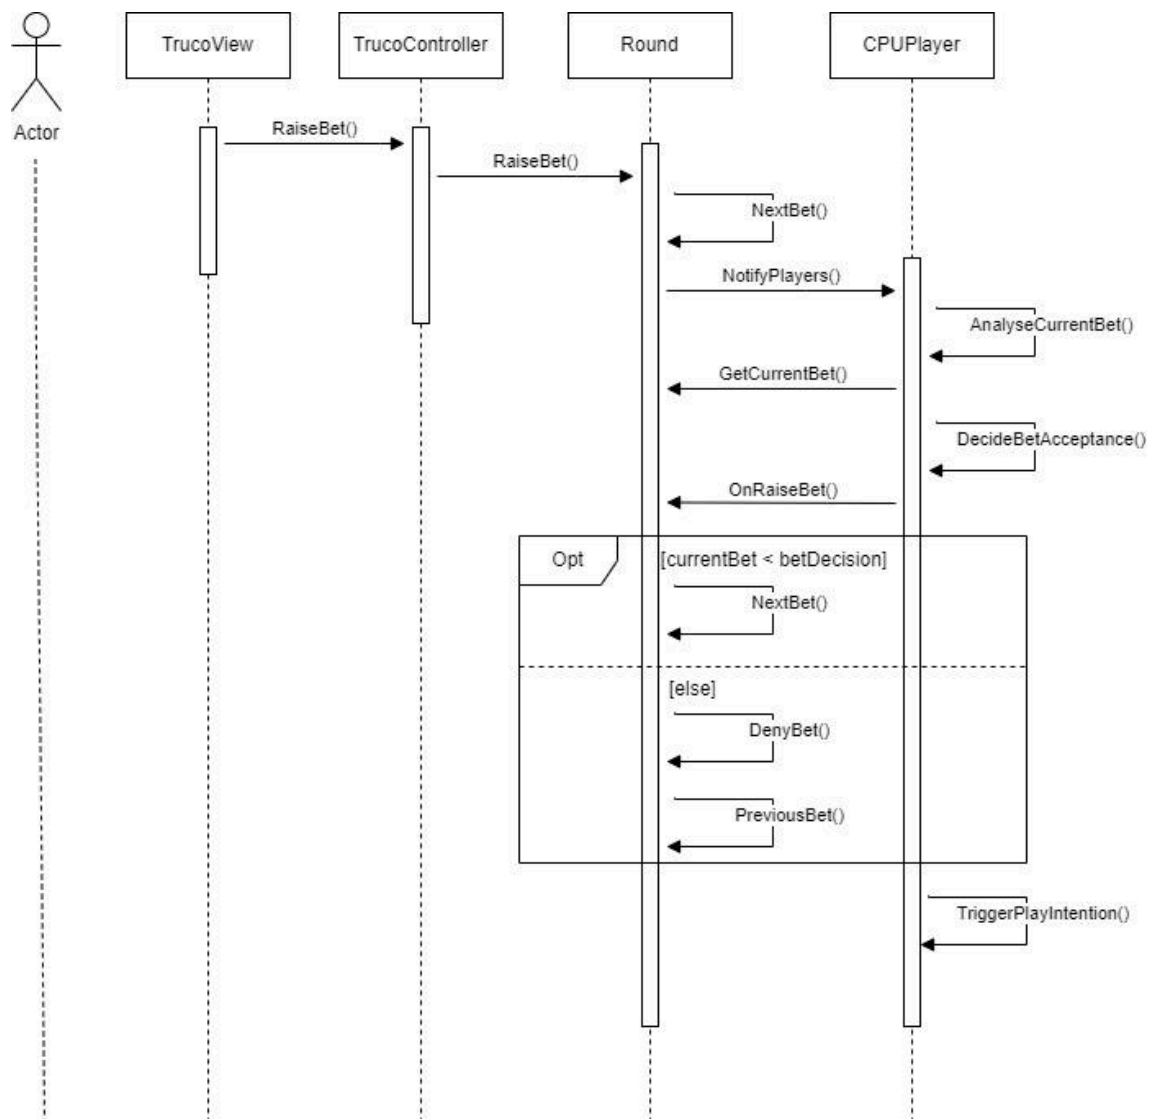 TrucoView
TrucoController
Round
CPUPlayer
Actor
RaiseBet()
RaiseBet()
NextBet()
NotifyPlayers()
AnalyseCurrentBet()
GetCurrentBet()
DecideBetAcceptance()
OnRaiseBet()
Opt
[currentBet < betDecision]
NextBet()
[else]
DenyBet()
PreviousBet()
TriggerPlayIntention()